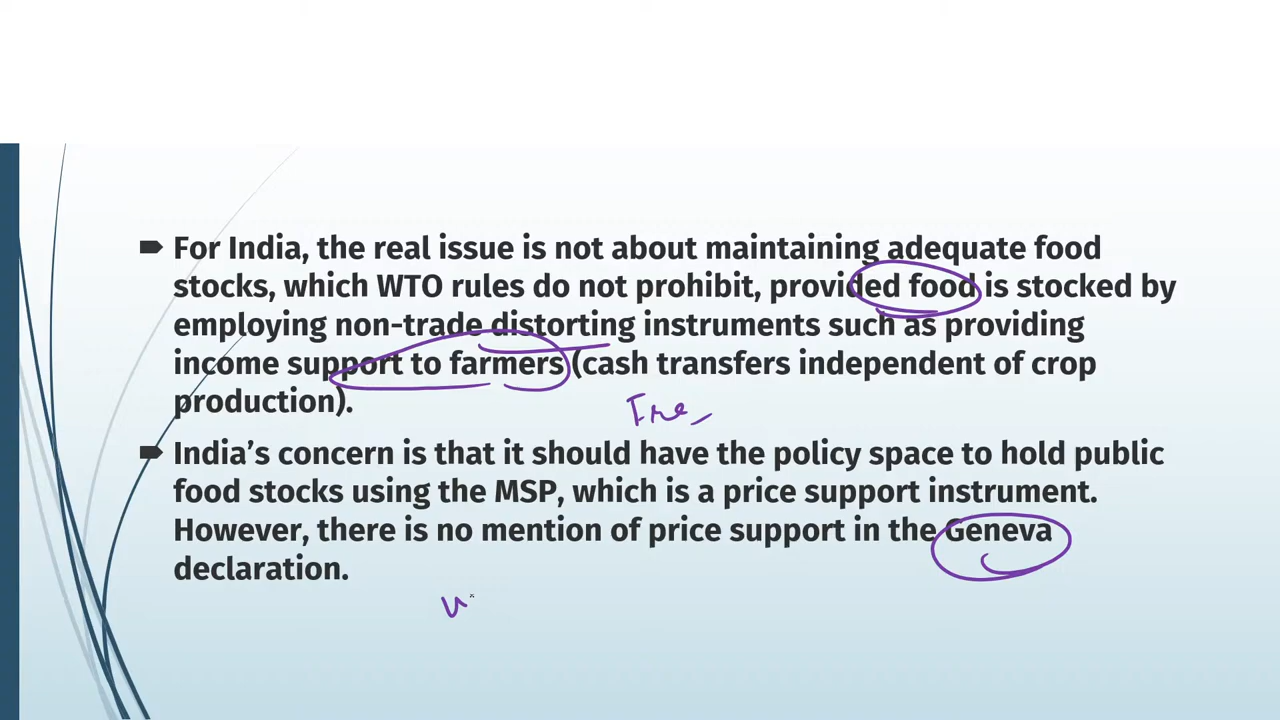 For India, the real issue is not about maintaining adequate food
stocks, which WTO rules do not prohibit, provided food is stocked by
employing non-trade distorting instruments such as providing
income support to farmers (cash transfers independent of crop
production).
India’s concern is that it should have the policy space to hold public
food stocks using the MSP, which is a price support instrument.
However, there is no mention of price support in the Geneva
declaration.